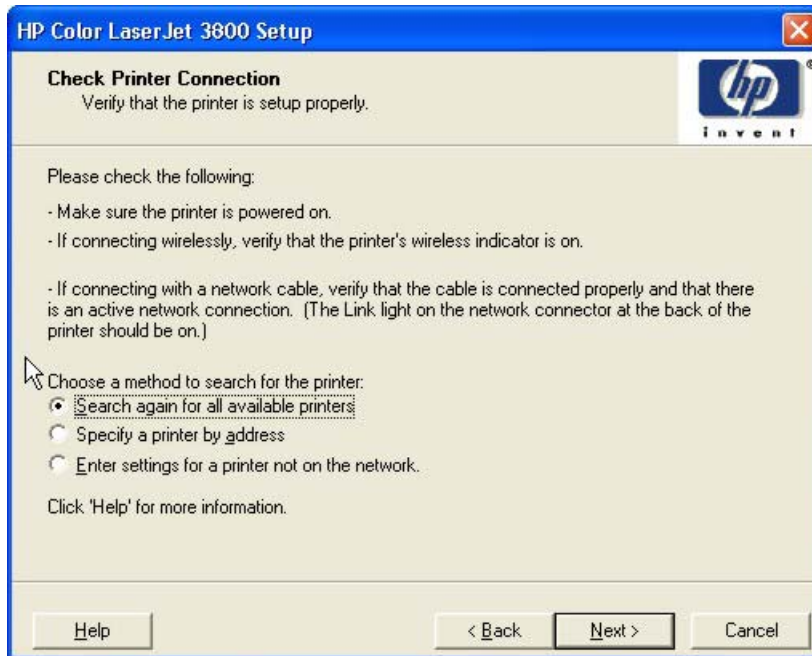 HP Color LaserJet 3800 Setup
Check Printer Connection
Verify that the printer is setup properly.
hp
®
invent
Please check the following:
- Make sure the printer is powered on.
- If connecting wirelessly, verify that the printer's wireless indicator is on.
- If connecting with a network cable, verify that the cable is connected properly and that there
is an active network connection. (The Link light on the network connector at the back of the
printer should be on.)
Choose a method to search for the printer:
Search again for all available printers
Specify a printer by address
Enter settings for a printer not on the network.
Click 'Help' for more information.
Help
< Back
Next >
Cancel